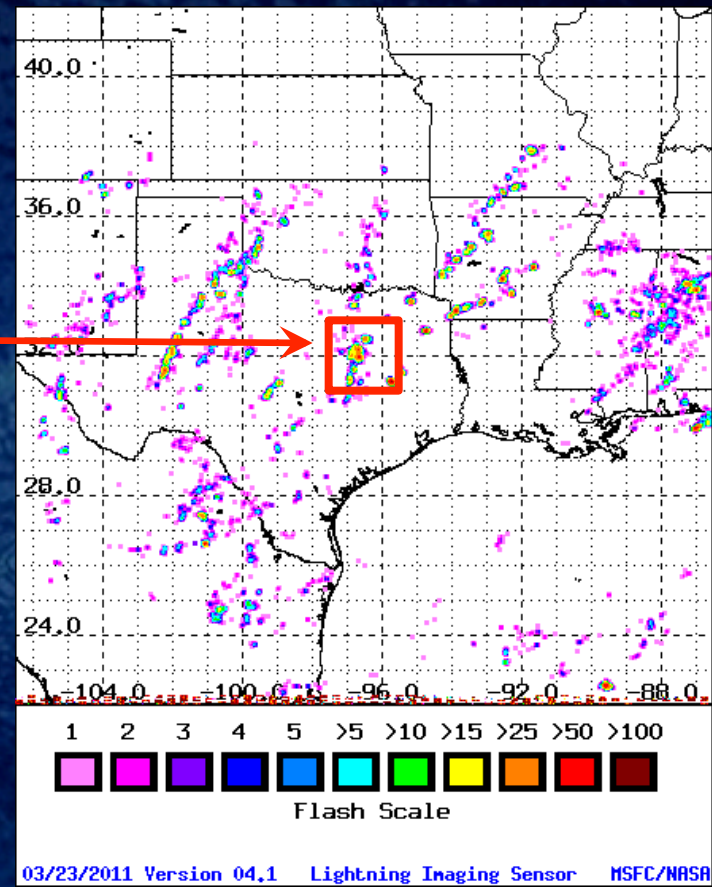 40.0
36.0
32.0
28.0
24.0
-104.0 -100.0 -96.0 -92.0 -88.0
1 2 3 4 5 >5 >10 >15 >25 >50 >100
Flash Scale
03/23/2011 Version 04.1 Lightning Imaging Sensor MSFC/NASA